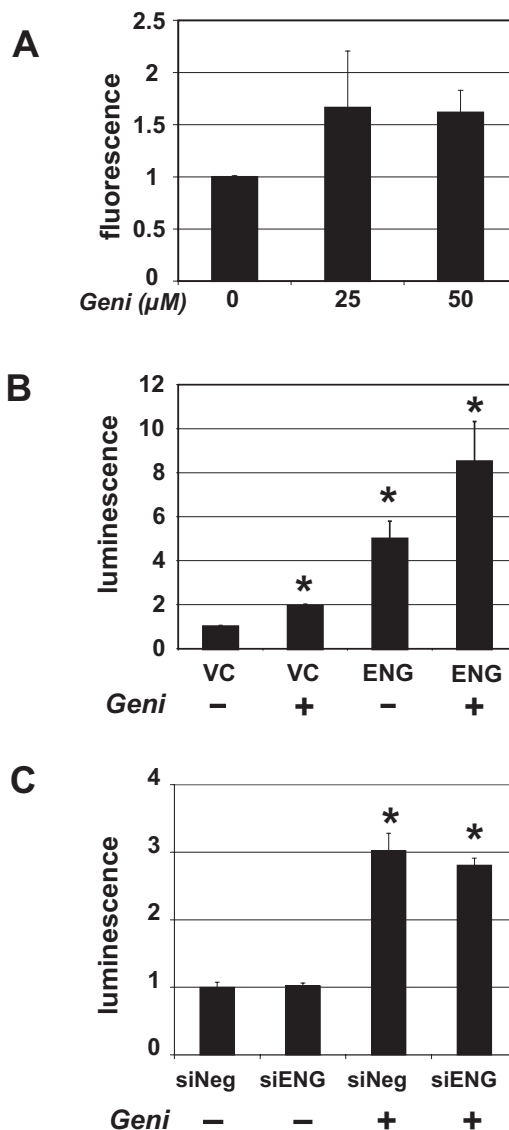 A
fluorescence
2.5
2
1.5
1
0.5
0
Geni (µM) 0 25 50
B
luminescence
12
10
8
6
4
2
0
* * *
VC VC ENG ENG
Geni − + − +
C
luminescence
4
3
2
1
0
* *
siNeg siENG siNeg siENG
Geni − − + +